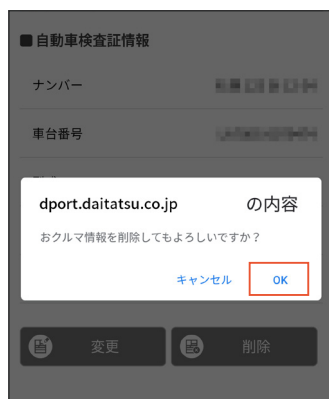 ■自動車検査証情報
ナンバー
車台番号
dport.daitatsu.co.jp の内容
おクルマ情報を削除してもよろしいですか？
キャンセル OK
変更 削除